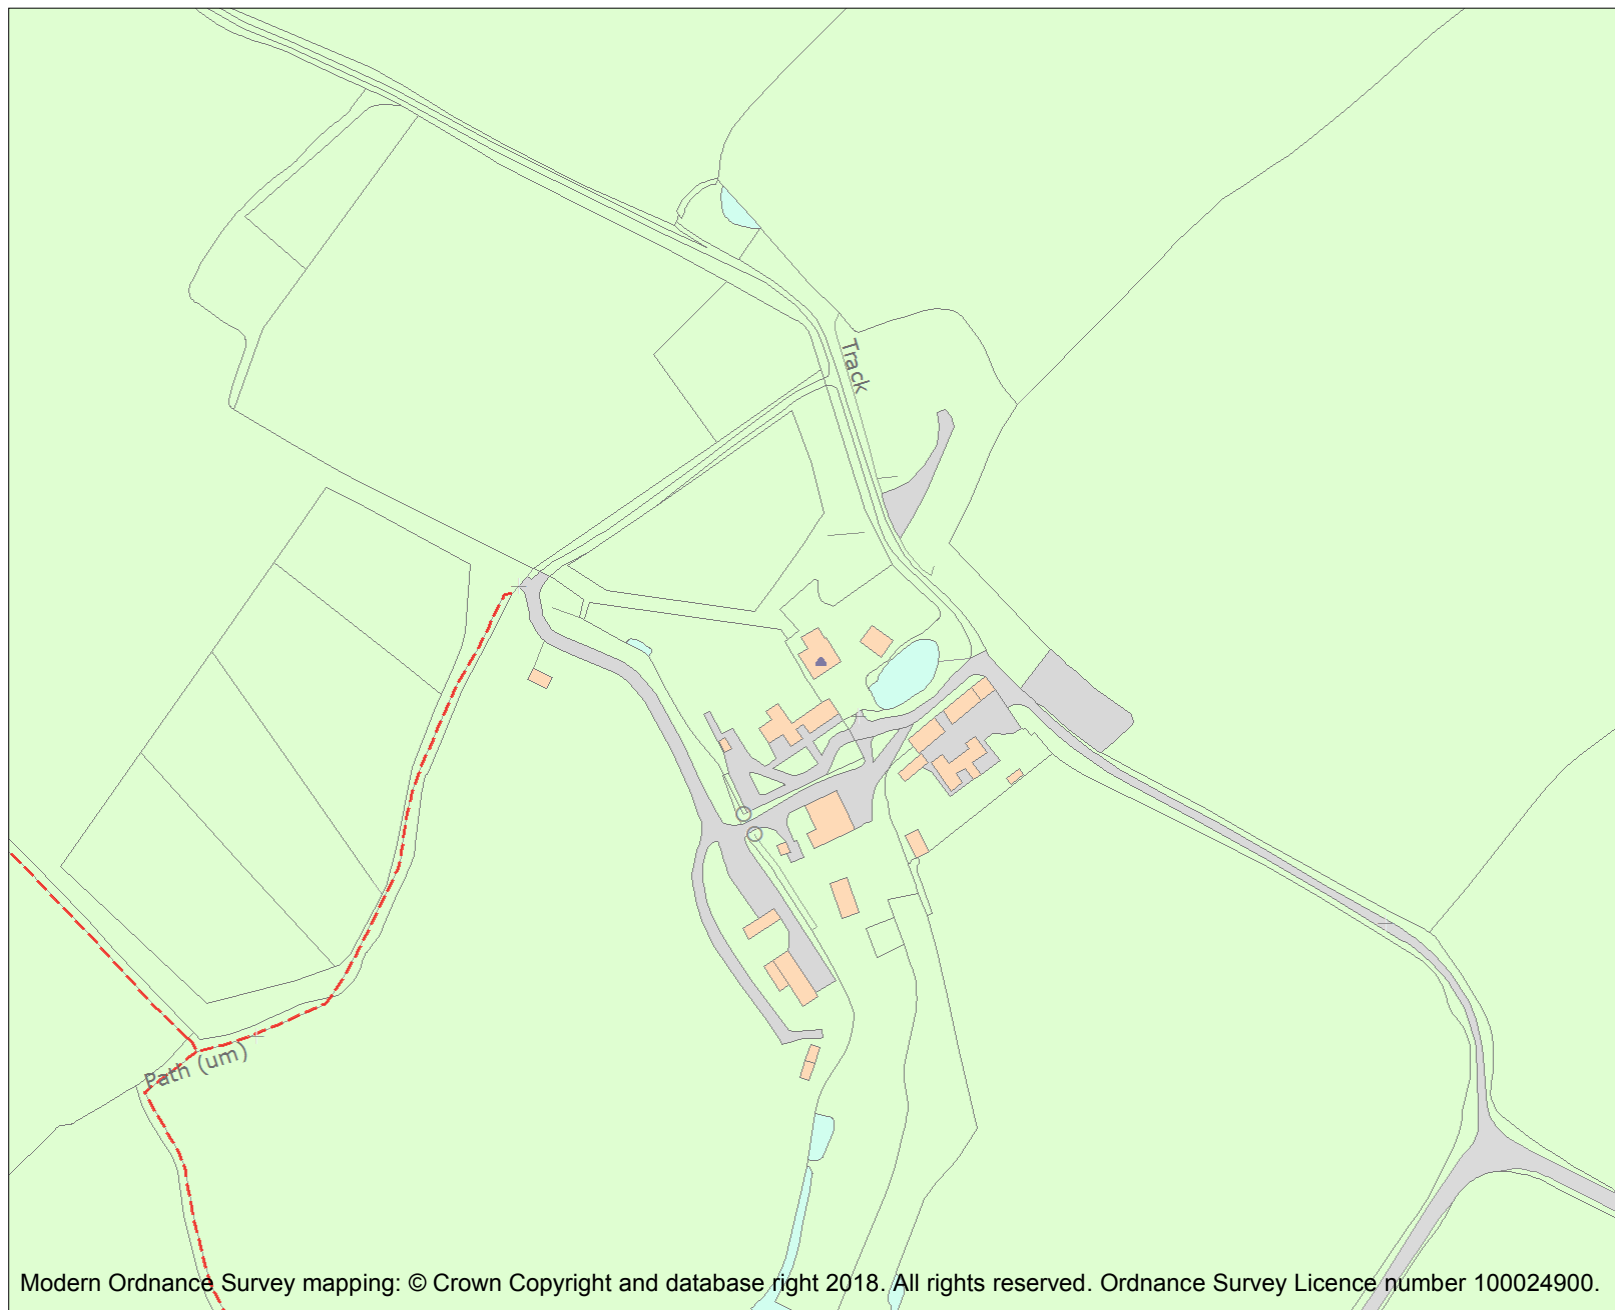 Track
Path (um)
Modern Ordnance Survey mapping: © Crown Copyright and database right 2018. All rights reserved. Ordnance Survey Licence number 100024900.